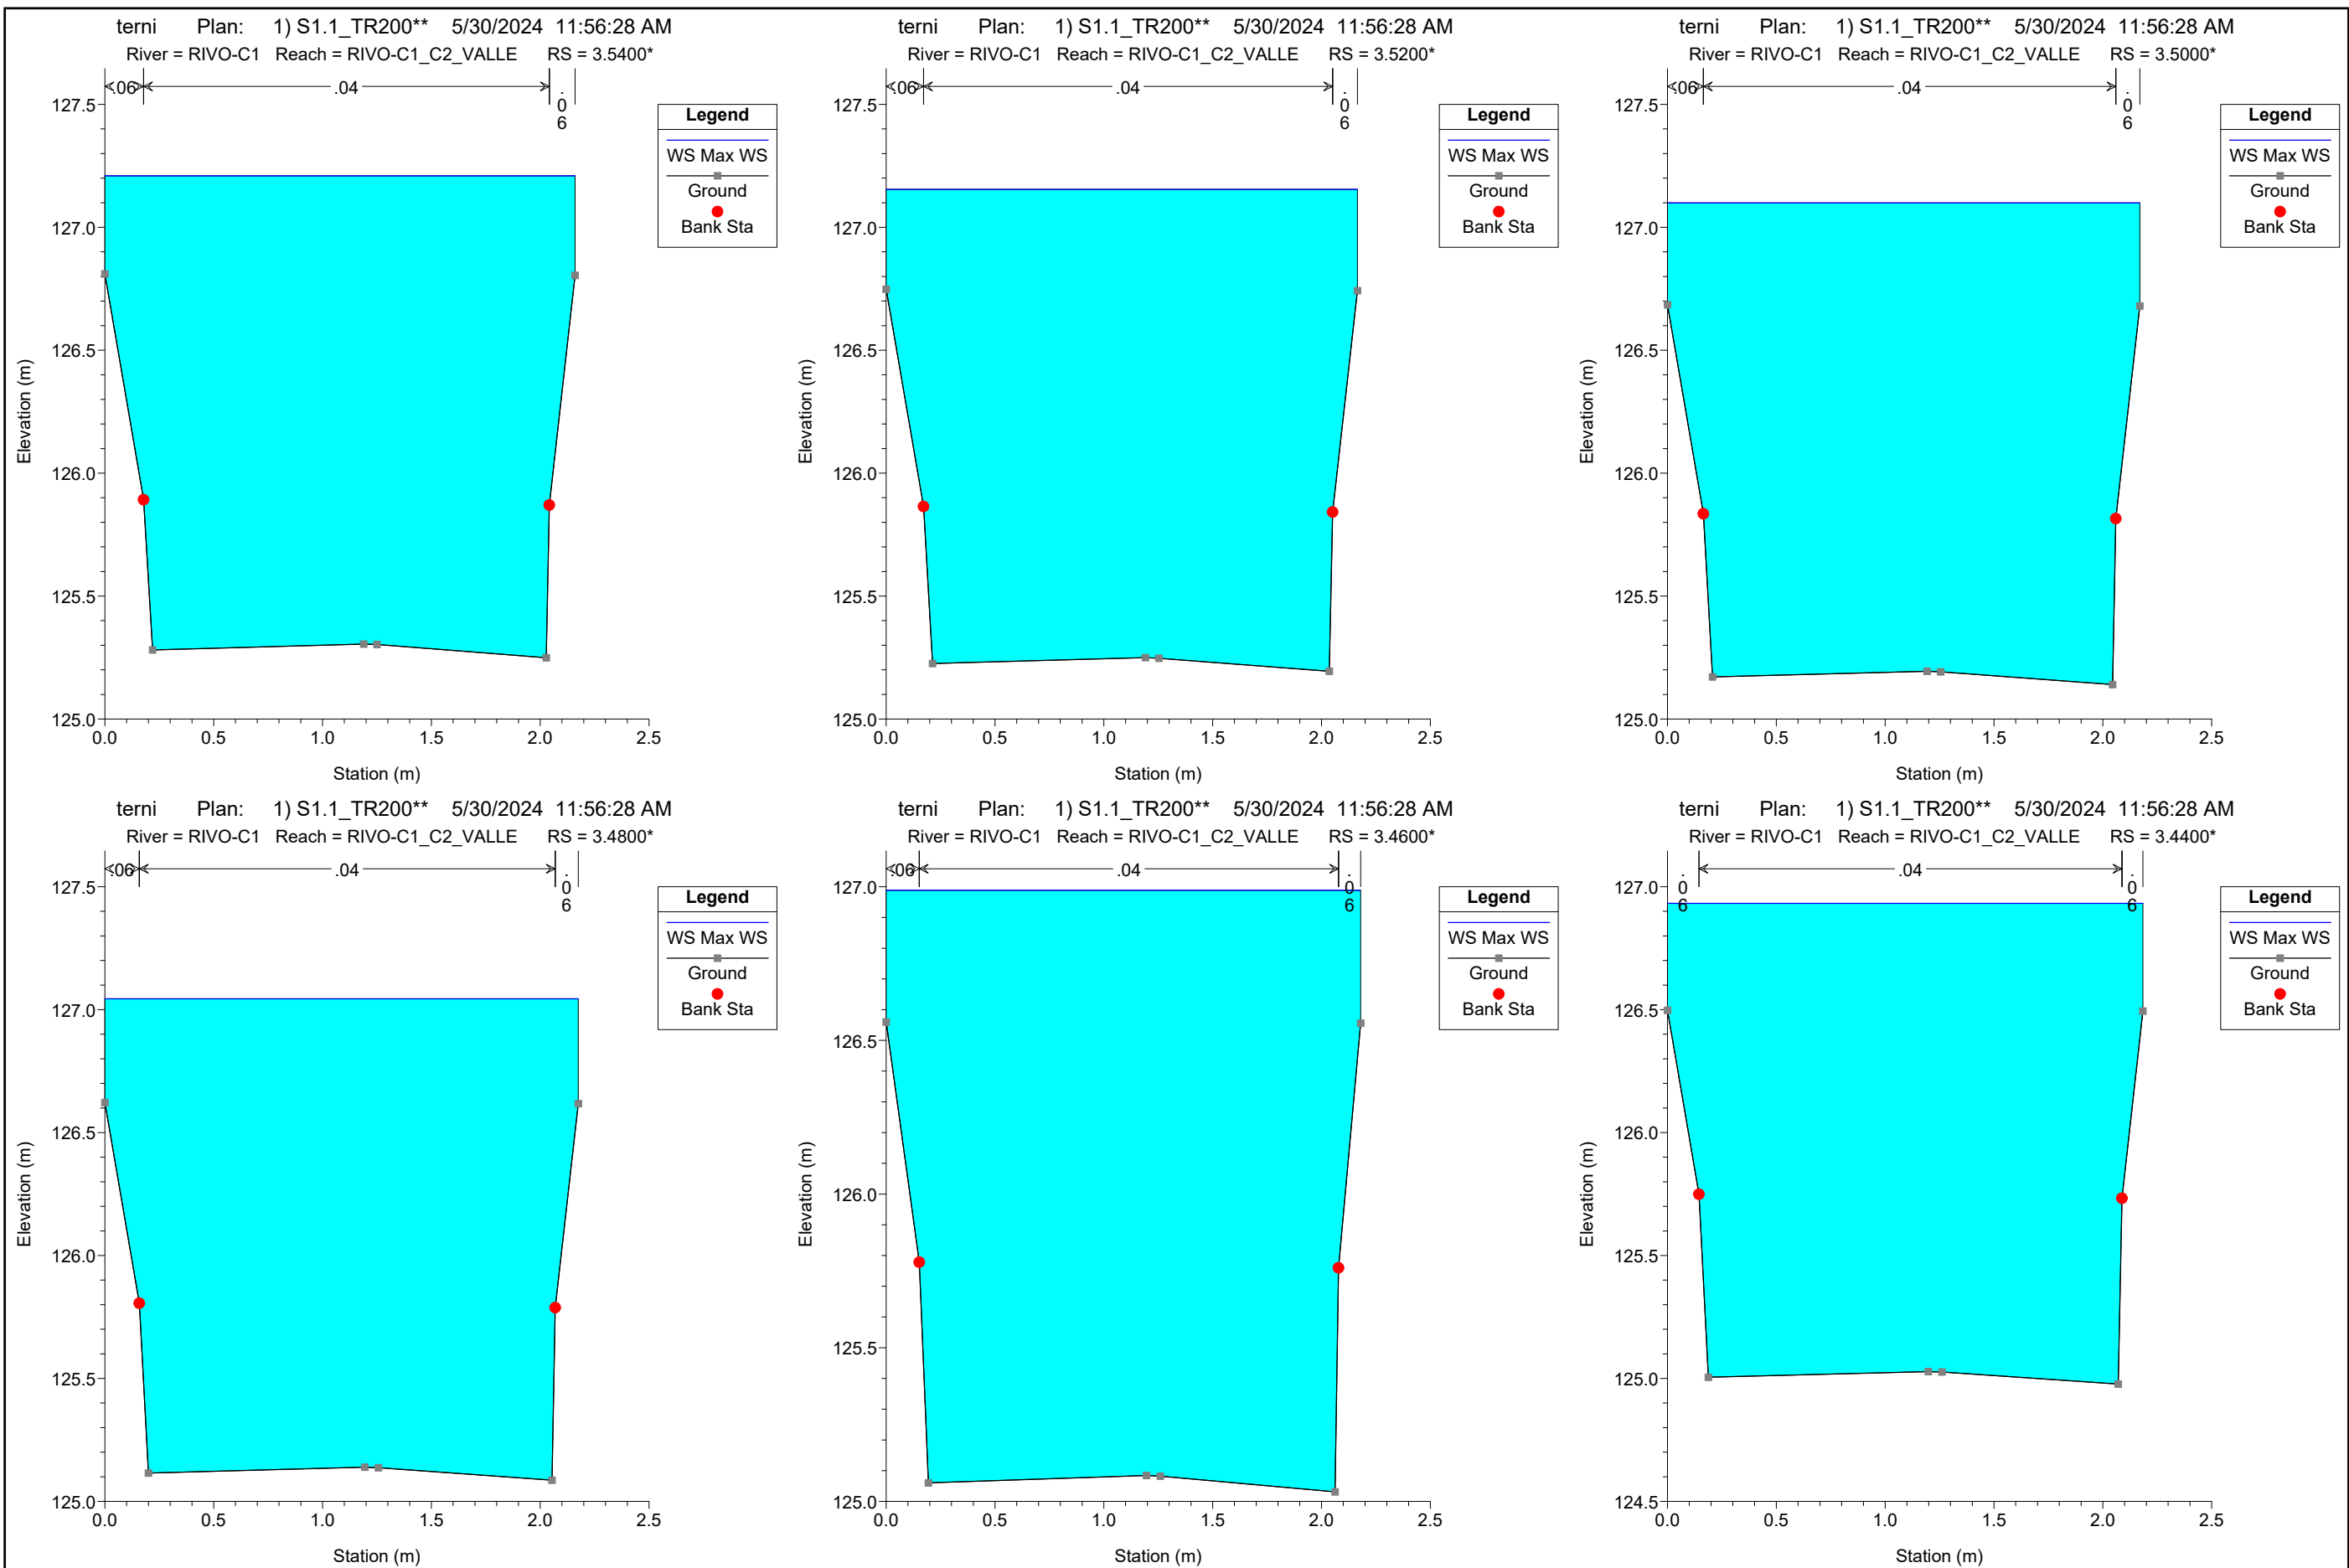 terni Plan: 1) S1.1_TR200** 5/30/2024 11:56:28 AM
River = RIVO-C1 Reach = RIVO-C1_C2_VALLE RS = 3.5400*
.06 .04 .06
127.5
127.0
126.5
126.0
125.5
125.0
0.0 0.5 1.0 1.5 2.0 2.5
Station (m)
Elevation (m)
Legend
WS Max WS
Ground
Bank Sta
terni Plan: 1) S1.1_TR200** 5/30/2024 11:56:28 AM
River = RIVO-C1 Reach = RIVO-C1_C2_VALLE RS = 3.5200*
.06 .04 .06
127.5
127.0
126.5
126.0
125.5
125.0
0.0 0.5 1.0 1.5 2.0 2.5
Station (m)
Elevation (m)
Legend
WS Max WS
Ground
Bank Sta
terni Plan: 1) S1.1_TR200** 5/30/2024 11:56:28 AM
River = RIVO-C1 Reach = RIVO-C1_C2_VALLE RS = 3.5000*
.06 .04 .06
127.5
127.0
126.5
126.0
125.5
125.0
0.0 0.5 1.0 1.5 2.0 2.5
Station (m)
Elevation (m)
Legend
WS Max WS
Ground
Bank Sta
terni Plan: 1) S1.1_TR200** 5/30/2024 11:56:28 AM
River = RIVO-C1 Reach = RIVO-C1_C2_VALLE RS = 3.4800*
.06 .04 .06
127.5
127.0
126.5
126.0
125.5
125.0
0.0 0.5 1.0 1.5 2.0 2.5
Station (m)
Elevation (m)
Legend
WS Max WS
Ground
Bank Sta
terni Plan: 1) S1.1_TR200** 5/30/2024 11:56:28 AM
River = RIVO-C1 Reach = RIVO-C1_C2_VALLE RS = 3.4600*
.06 .04 .06
127.0
126.5
126.0
125.5
125.0
0.0 0.5 1.0 1.5 2.0 2.5
Station (m)
Elevation (m)
Legend
WS Max WS
Ground
Bank Sta
terni Plan: 1) S1.1_TR200** 5/30/2024 11:56:28 AM
River = RIVO-C1 Reach = RIVO-C1_C2_VALLE RS = 3.4400*
.06 .04 .06
127.0
126.5
126.0
125.5
125.0
124.5
0.0 0.5 1.0 1.5 2.0 2.5
Station (m)
Elevation (m)
Legend
WS Max WS
Ground
Bank Sta